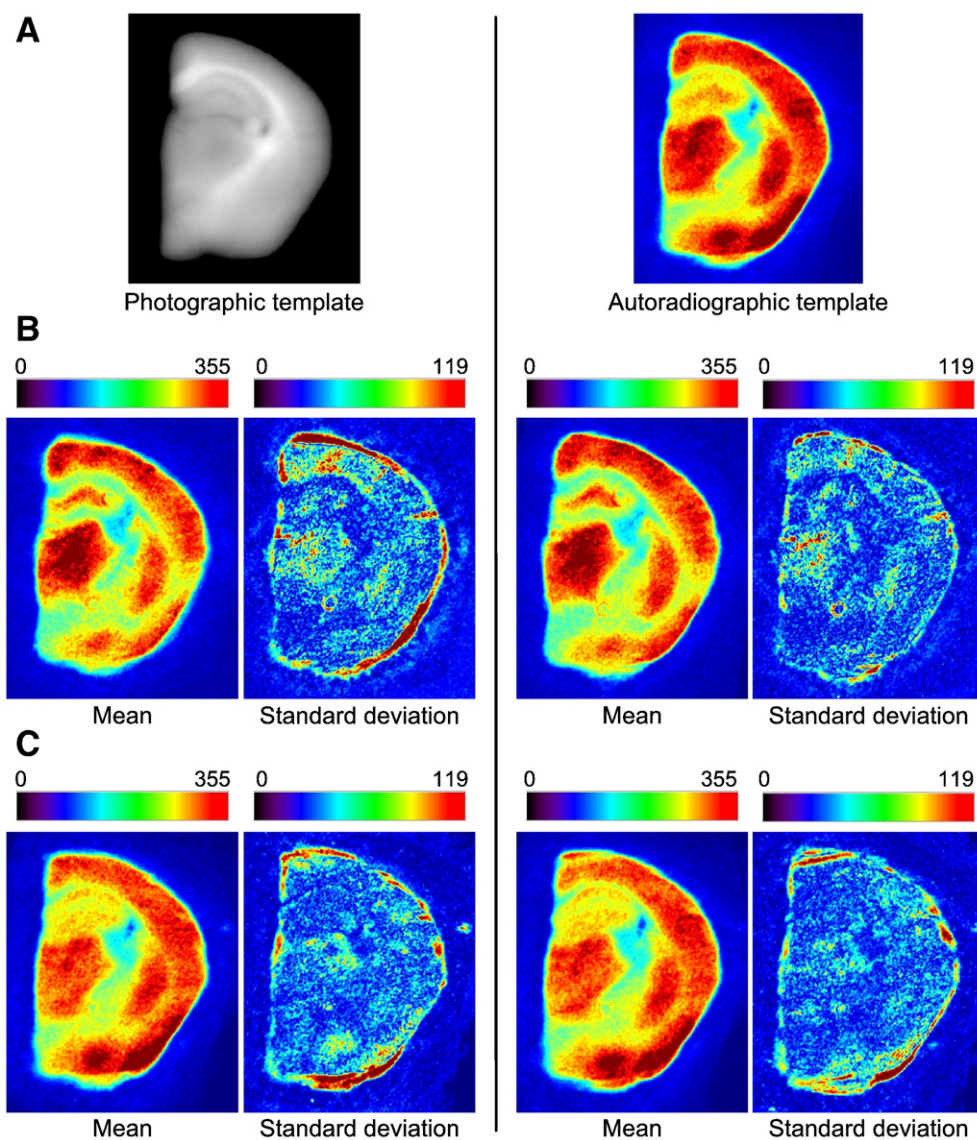 A
Photographic template
Autoradiographic template
B
0 355 0 119 0 355 0 119
Mean Standard deviation Mean Standard deviation
C
0 355 0 119 0 355 0 119
Mean Standard deviation Mean Standard deviation